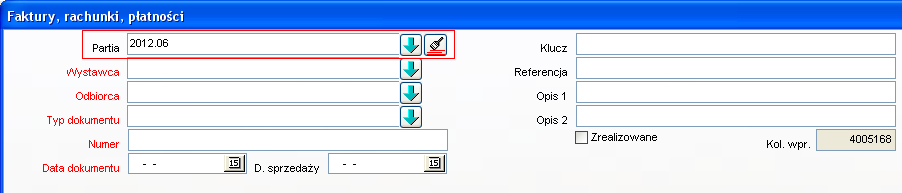 Faktury, rachunki, płatności
Partia 2012.06
Wystawca
Odbiorca
Typ dokumentu
Numer
Data dokumentu - - 15 D. sprzedaży - - 15
Klucz
Referencja
Opis 1
Opis 2
Zrealizowane Kol. wpr. 4005168